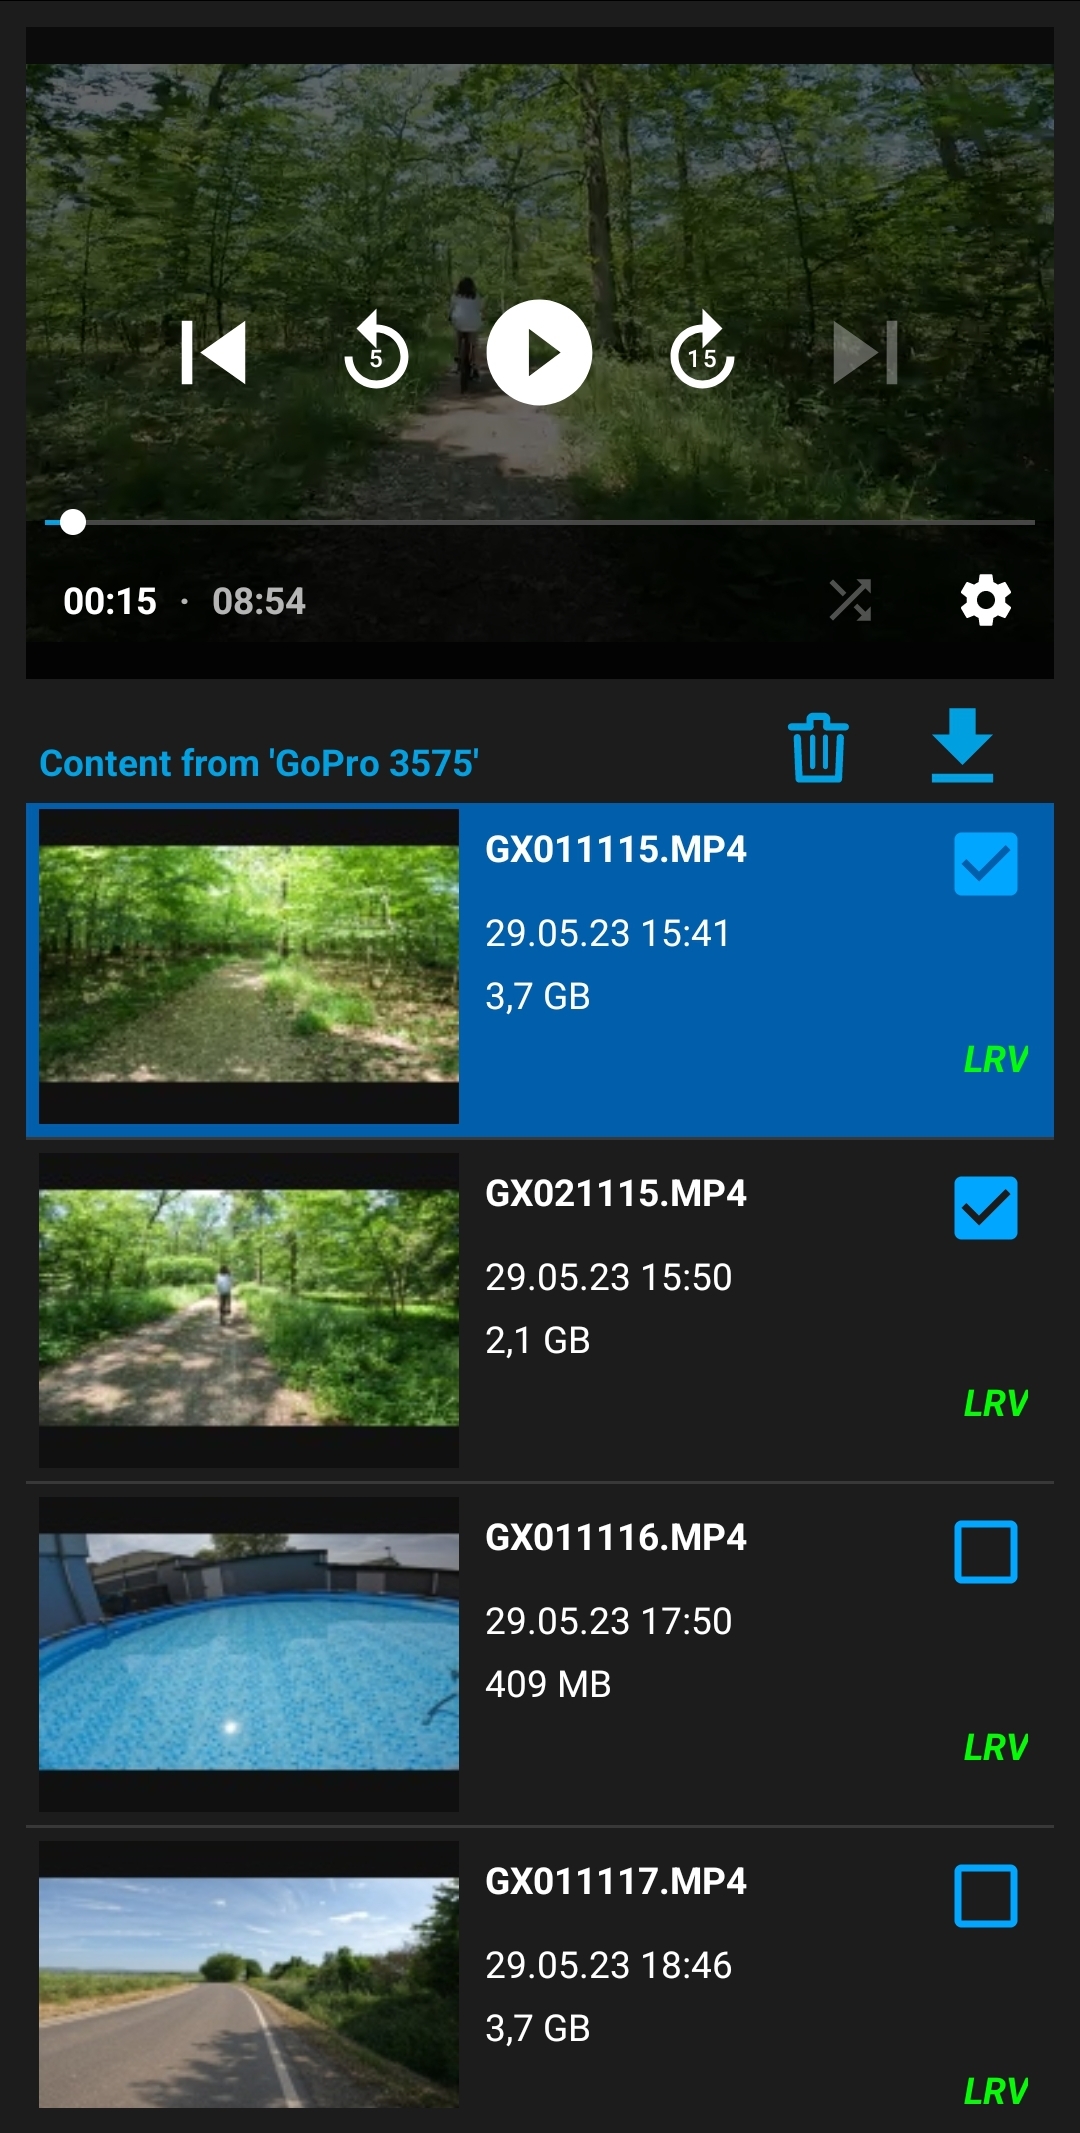 5
15
00:15 · 08:54
Content from 'GoPro 3575'
GX011115.MP4
29.05.23 15:41
3,7 GB
LRV
GX021115.MP4
29.05.23 15:50
2,1 GB
LRV
GX011116.MP4
29.05.23 17:50
409 MB
LRV
GX011117.MP4
29.05.23 18:46
3,7 GB
LRV